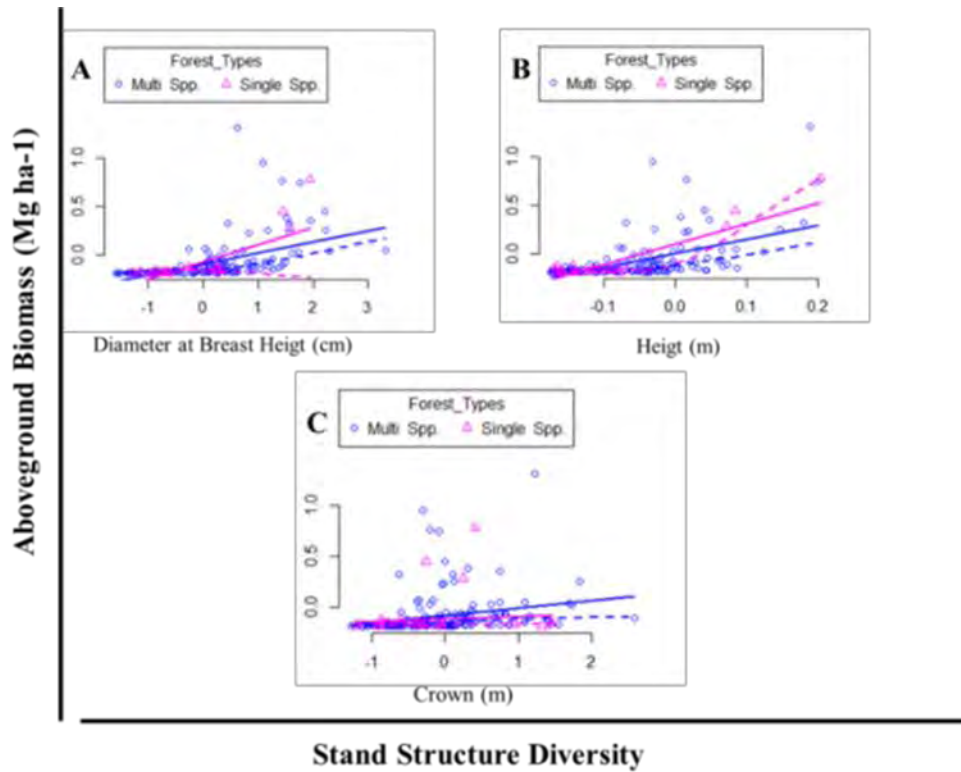 Aboveground Biomass (Mg ha-1)
A
Forest_Types
Multi Spp. Single Spp.
1.0
0.5
0.0
-1 0 1 2 3
Diameter at Breast Heigt (cm)
B
Forest_Types
Multi Spp. Single Spp.
1.0
0.5
0.0
-0.1 0.0 0.1 0.2
Heigt (m)
C
Forest_Types
Multi Spp. Single Spp.
1.0
0.5
0.0
-1 0 1 2
Crown (m)
Stand Structure Diversity